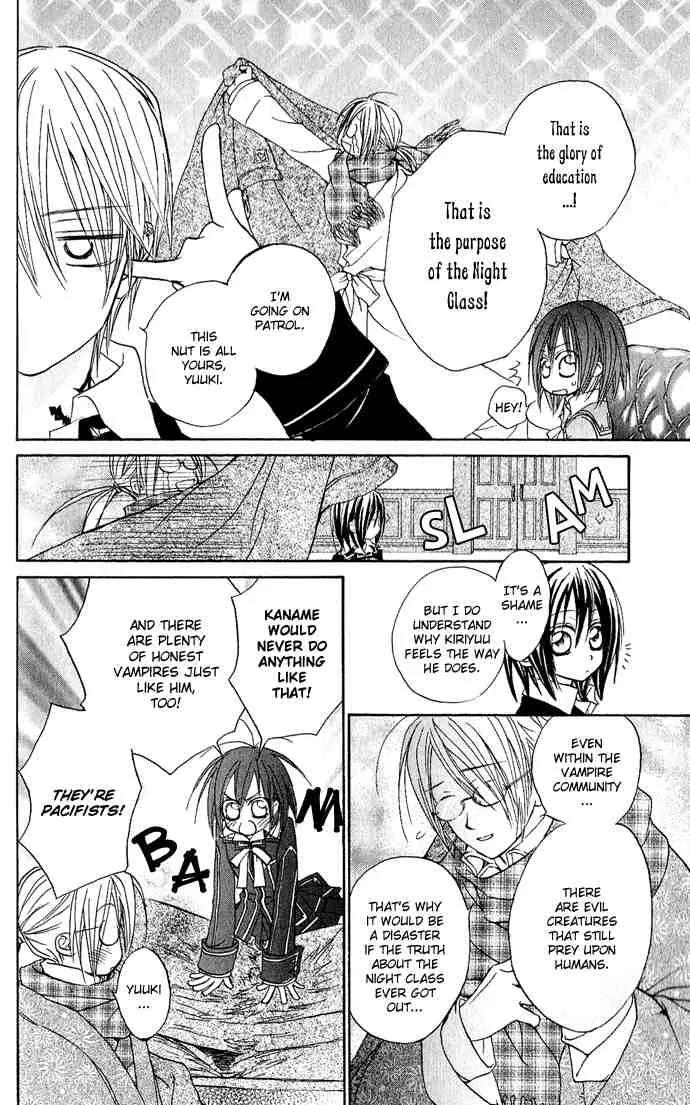 That is
the glory of
education
...!
That is
the purpose
of the Night
Class!
I'M
GOING ON
PATROL.
THIS
NUT IS ALL
YOURS,
YUUKI.
HEY!
SLAM
IT'S A
SHAME
...
BUT I DO
UNDERSTAND
WHY KIRIYUU
FEELS THE WAY
HE DOES.
EVEN
WITHIN THE
VAMPIRE
COMMUNITY
...
THERE
ARE EVIL
CREATURES
THAT STILL
PREY UPON
HUMANS.
THAT'S WHY
IT WOULD BE
A DISASTER
IF THE TRUTH
ABOUT THE
NIGHT CLASS
EVER GOT
OUT...
BAM
KANAME
WOULD
NEVER DO
ANYTHING
LIKE
THAT!
AND THERE
ARE PLENTY
OF HONEST
VAMPIRES JUST
LIKE HIM,
TOO!
THEY'RE
PACIFISTS!
YUUKI
...